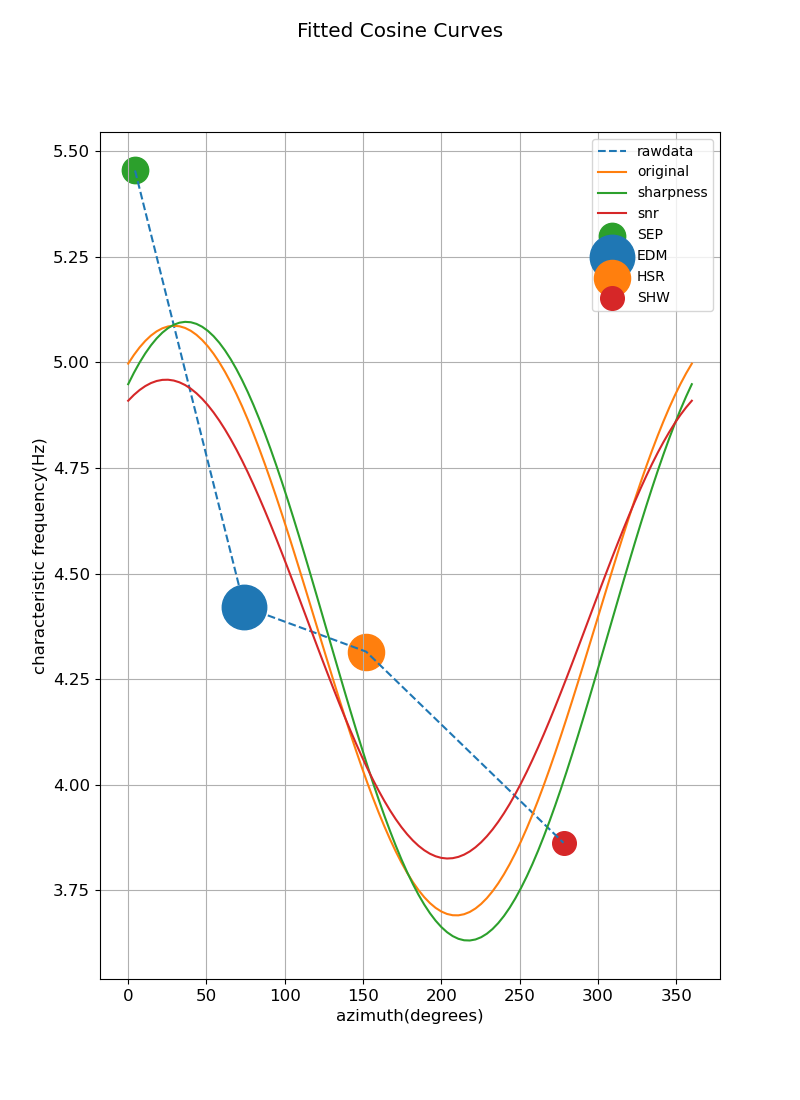 Fitted Cosine Curves
rawdata
original
sharpness
snr
SEP
EDM
HSR
SHW
5.50
5.25
5.00
4.75
4.50
4.25
4.00
3.75
characteristic frequency(Hz)
0 50 100 150 200 250 300 350
azimuth(degrees)